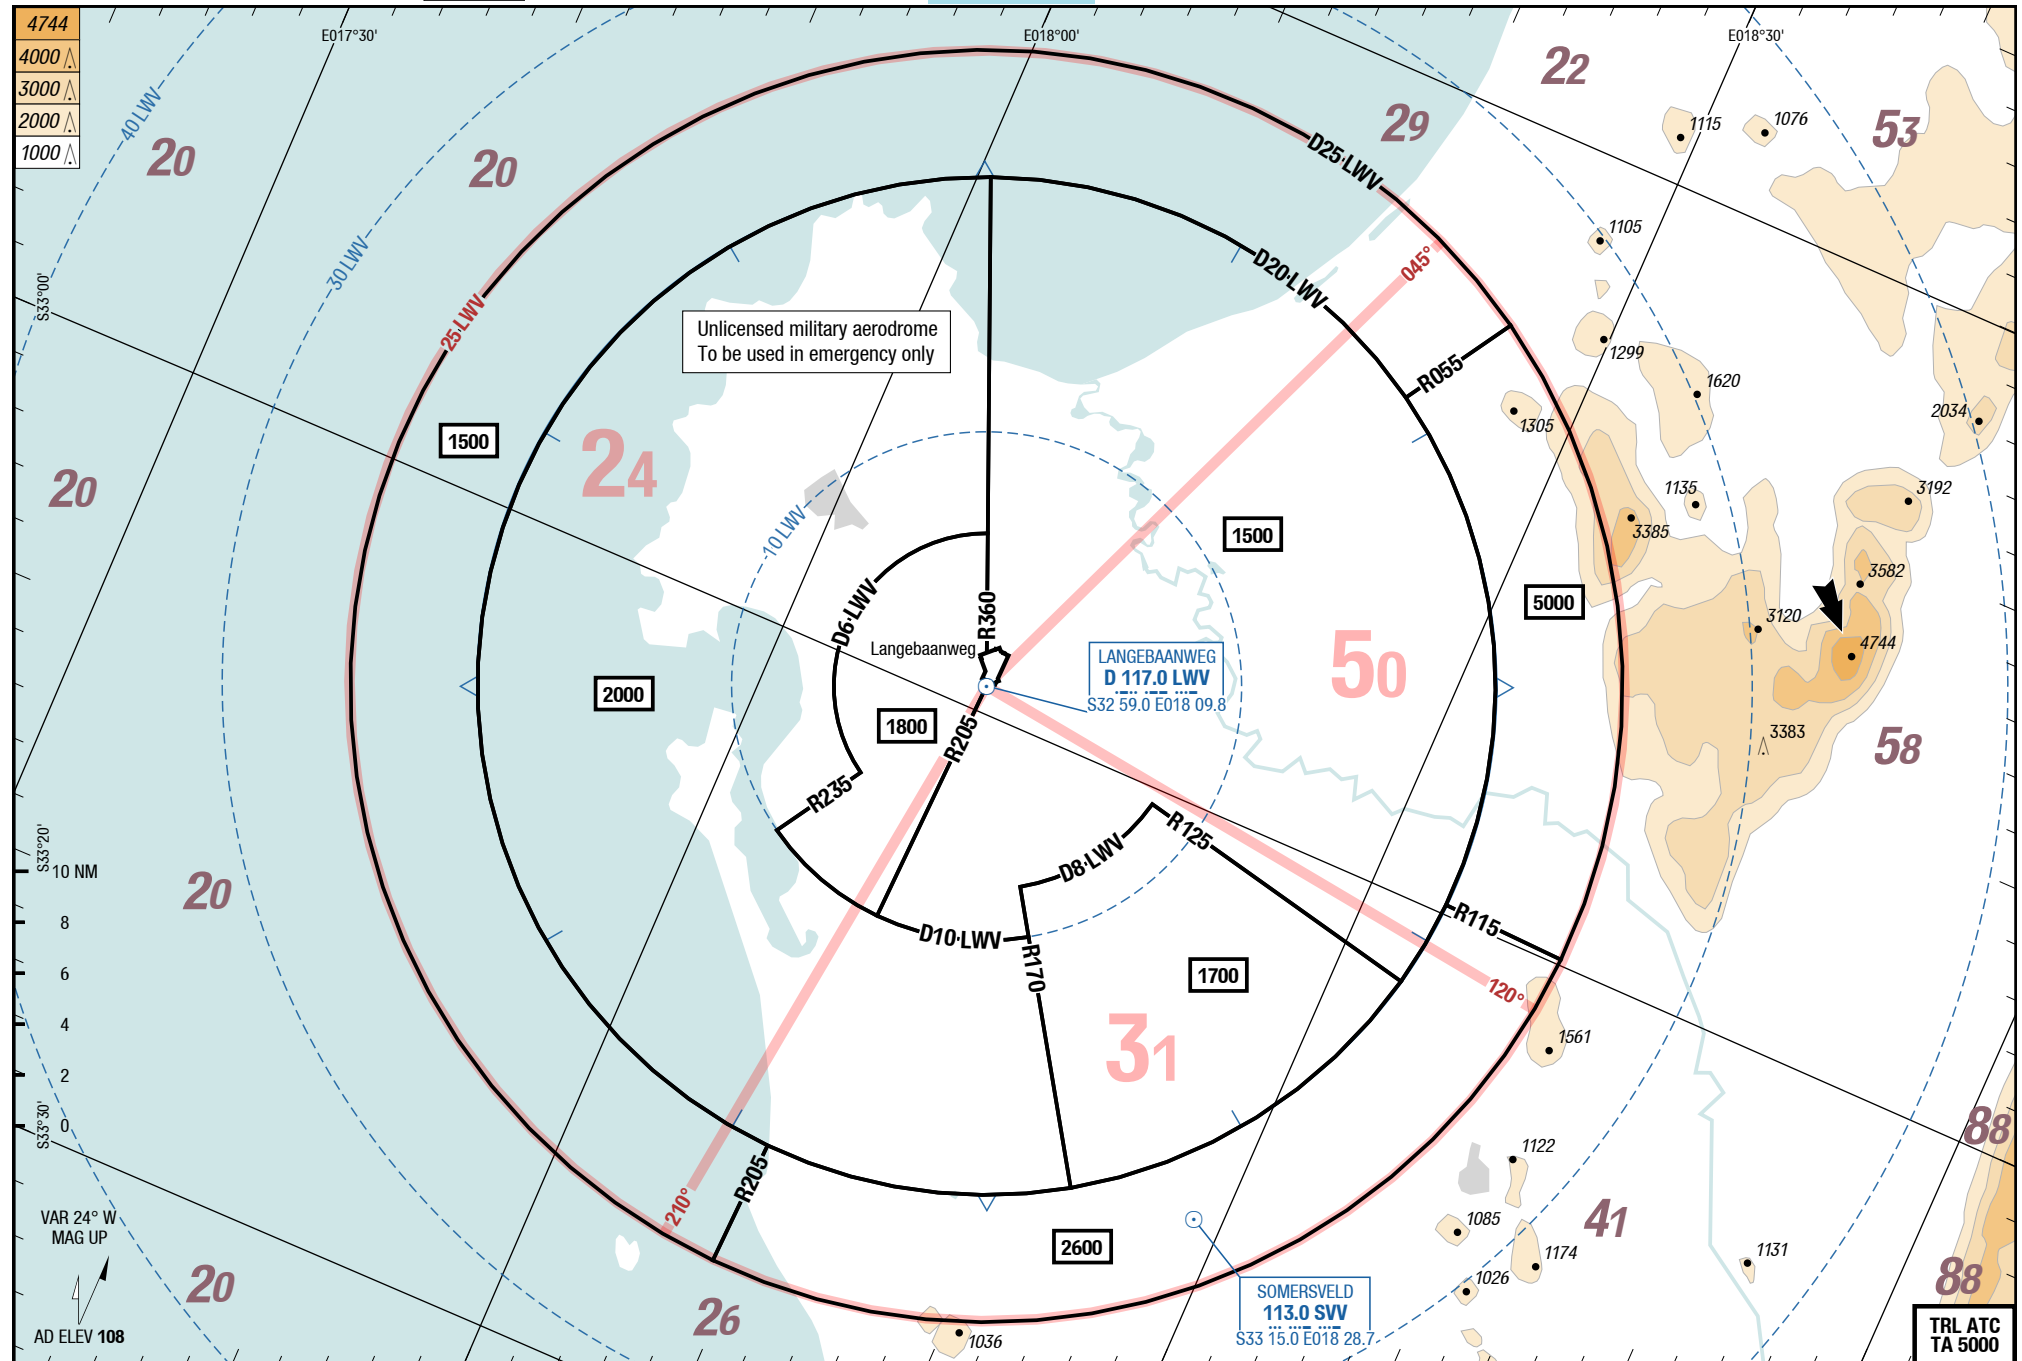 4744
4000
3000
2000
1000
E017°30'
E018°00'
E018°30'
22
29
53
20
20
40 LWV
30 LWV
1115
1076
D25 LWV
1105
045°
D20 LWV
S33°00'
25 LWV
Unlicensed military aerodrome
To be used in emergency only
1299
R055
1620
1305
2034
1500
24
20
1135
3192
3385
10 LWV
1500
3582
D6 LWV
R360
5000
3120
4744
Langebaanweg
LANGEBAANWEG
D 117.0 LWV
S32 59.0 E018 09.8
50
2000
1800
R205
3383
58
R235
D8 LWV
R125
S33°20'
10 NM
20
8
D10 LWV
R115
R170
1700
6
120°
4
31
1561
2
S33°30'
0
88
1122
R205
210°
VAR 24° W
MAG UP
41
1085
2600
1174
1131
20
1026
88
SOMERSVELD
113.0 SVV
S33 15.0 E018 28.7
26
1036
AD ELEV 108
TRL ATC
TA 5000